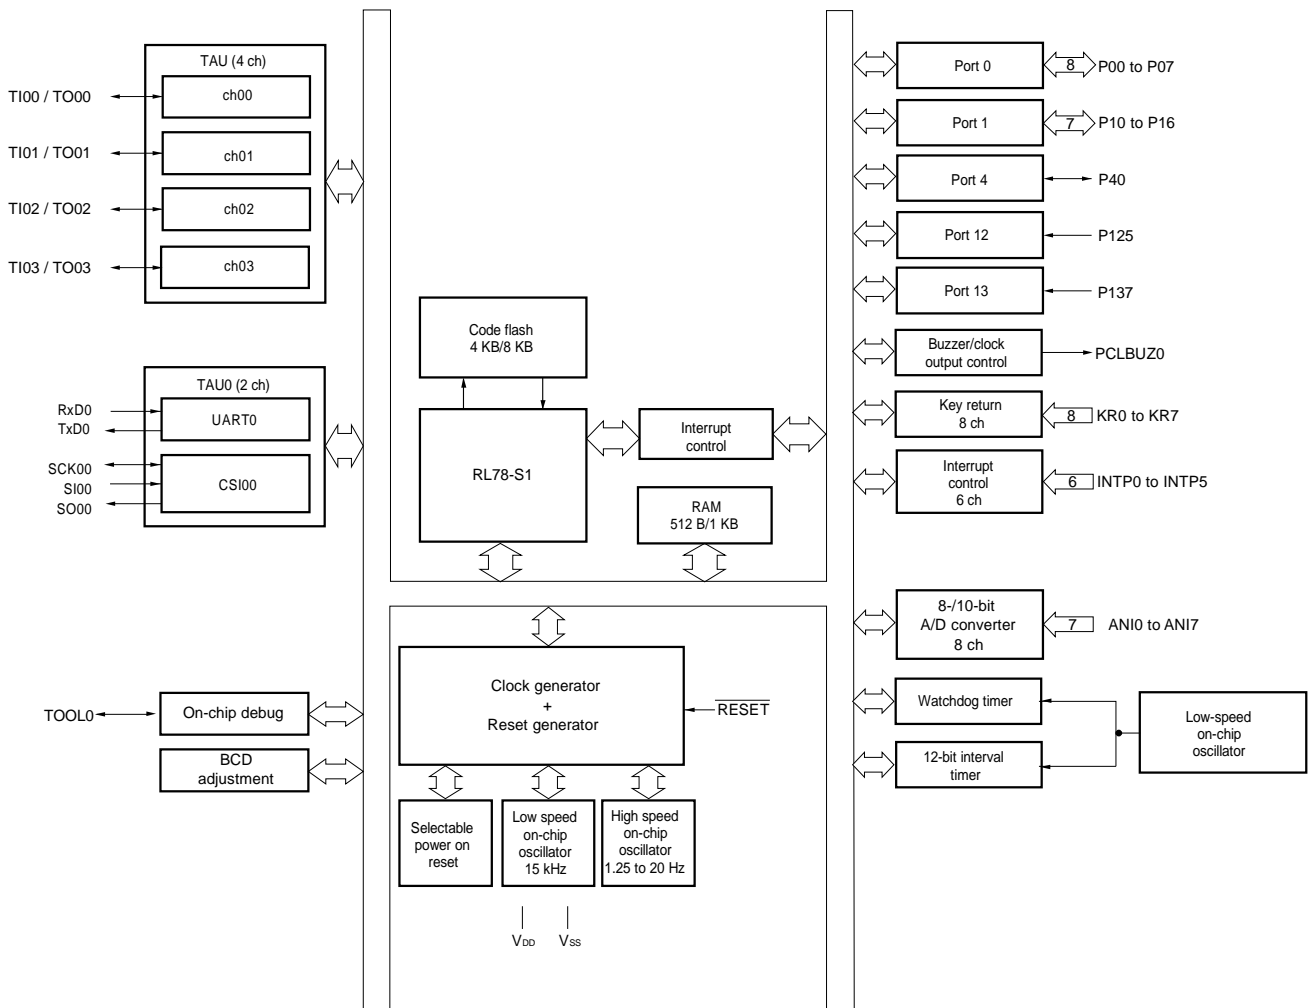 TAU (4 ch)
TI00 / TO00
ch00
TI01 / TO01
ch01
TI02 / TO02
ch02
TI03 / TO03
ch03
TAU0 (2 ch)
RxD0
TxD0
UART0
SCK00
SI00
SO00
CSI00
TOOL0
On-chip debug
BCD
adjustment
Code flash
4 KB/8 KB
RL78-S1
Interrupt
control
RAM
512 B/1 KB
Clock generator
+
Reset generator
RESET
Selectable
power on
reset
Low speed
on-chip
oscillator
15 kHz
High speed
on-chip
oscillator
1.25 to 20 Hz
VDD
VSS
Port 0
8
P00 to P07
Port 1
7
P10 to P16
Port 4
P40
Port 12
P125
Port 13
P137
Buzzer/clock
output control
PCLBUZ0
Key return
8 ch
8
KR0 to KR7
Interrupt
control
6 ch
6
INTP0 to INTP5
8-/10-bit
A/D converter
8 ch
7
ANI0 to ANI7
Watchdog timer
12-bit interval
timer
Low-speed
on-chip
oscillator